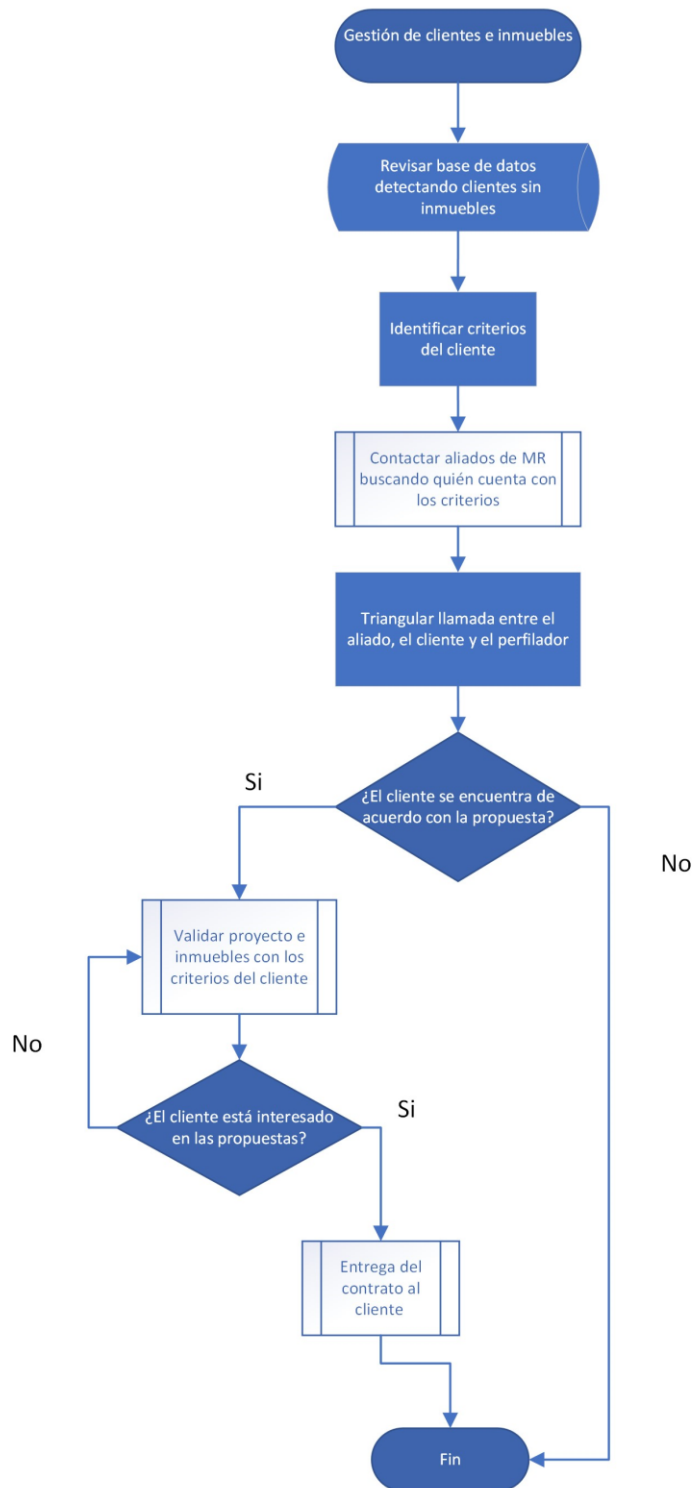 Gestión de clientes e inmuebles
Revisar base de datos
detectando clientes sin
inmuebles
Identificar criterios
del cliente
Contactar aliados de MR
buscando quién cuenta con
los criterios
Triangular llamada entre el
aliado, el cliente y el perfilador
Si
¿El cliente se encuentra de
acuerdo con la propuesta?
No
Validar proyecto e
inmuebles con los
criterios del cliente
No
¿El cliente está interesado
en las propuestas?
Si
Entrega del
contrato al
cliente
Fin